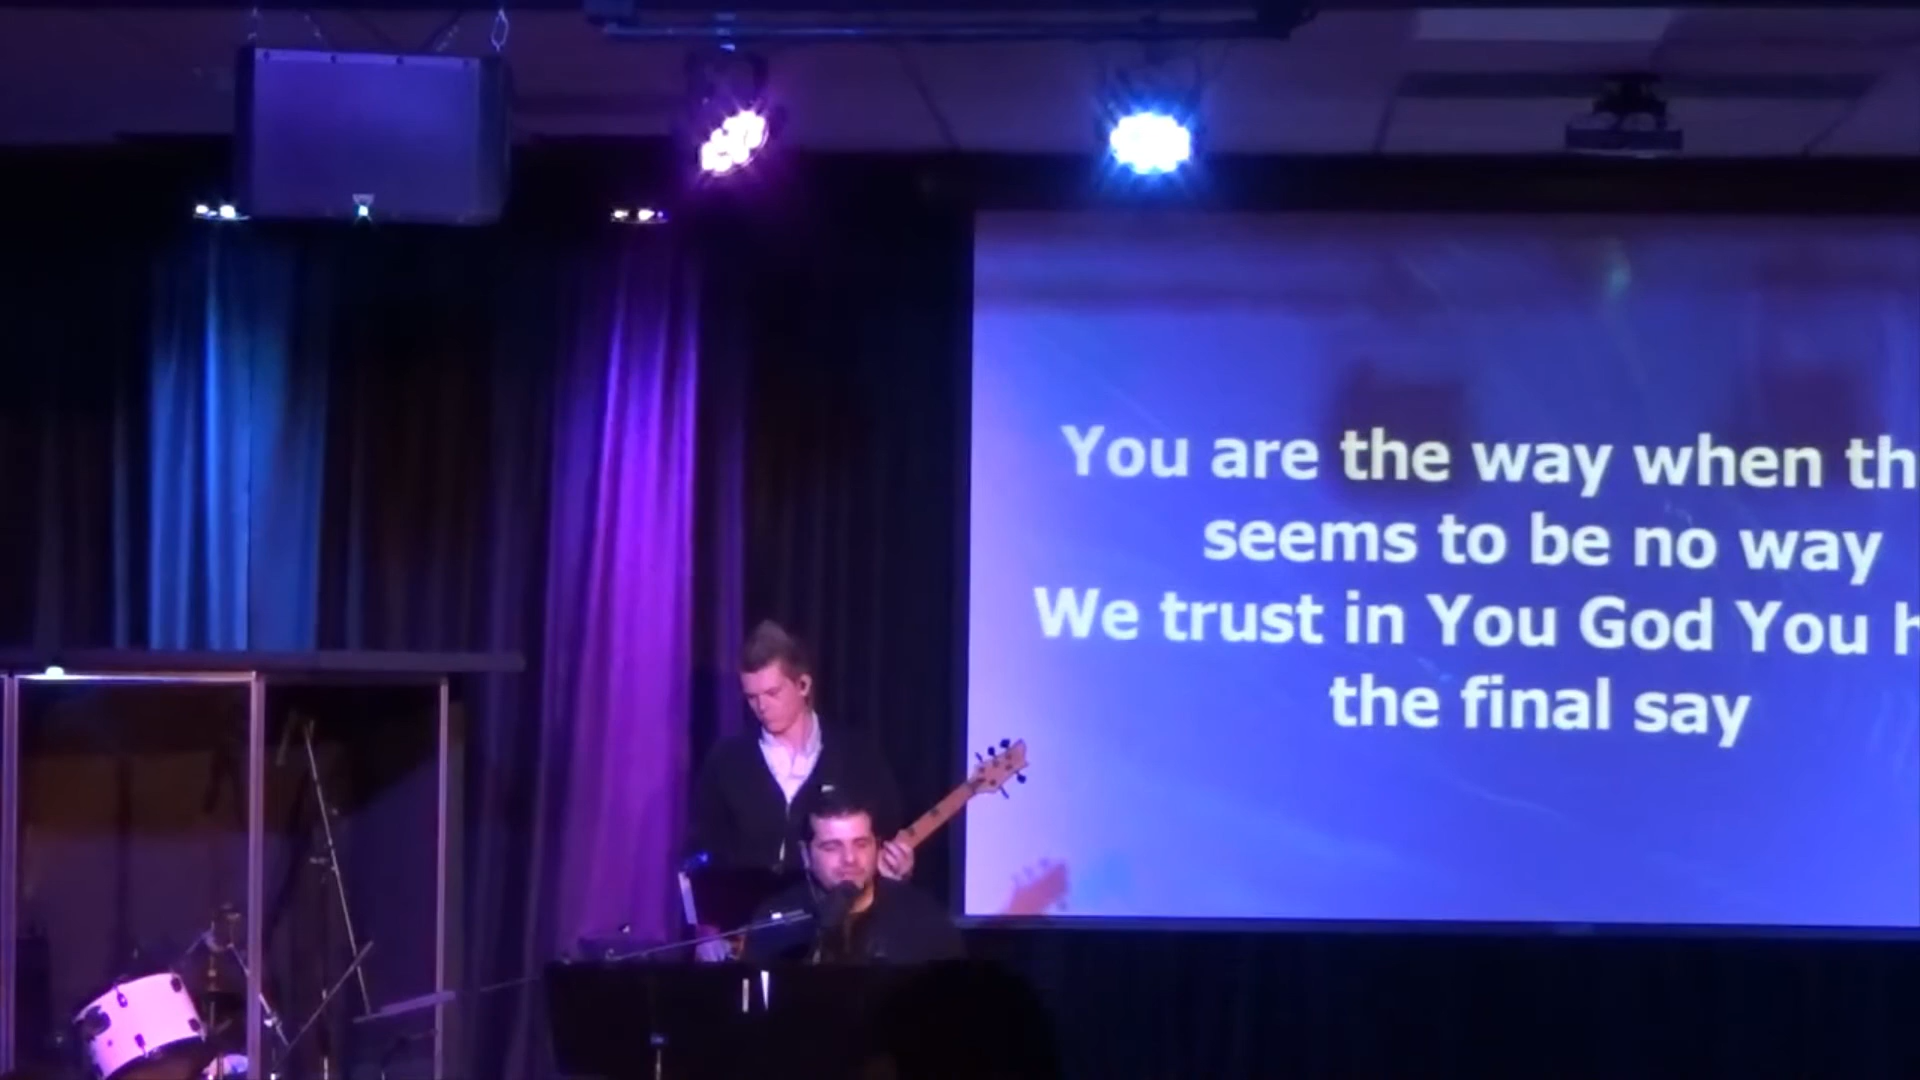 You are the way when th
seems to be no way
We trust in You God You h
the final say